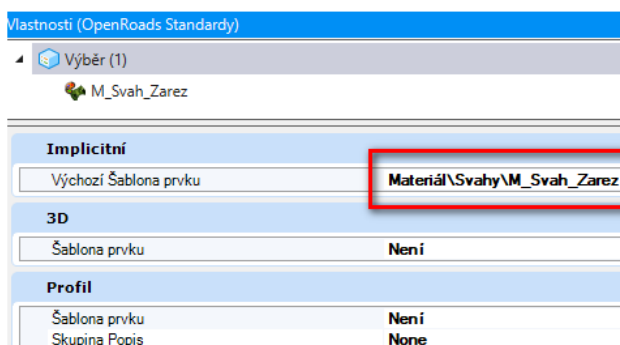 Vlastnosti (OpenRoads Standardy)
Výběr (1)
M_Svah_Zarez
Implicitní
Výchozí Šablona prvku Materiál\Svahy\M_Svah_Zarez
3D
Šablona prvku Není
Profil
Šablona prvku Není
Skupina Popis None